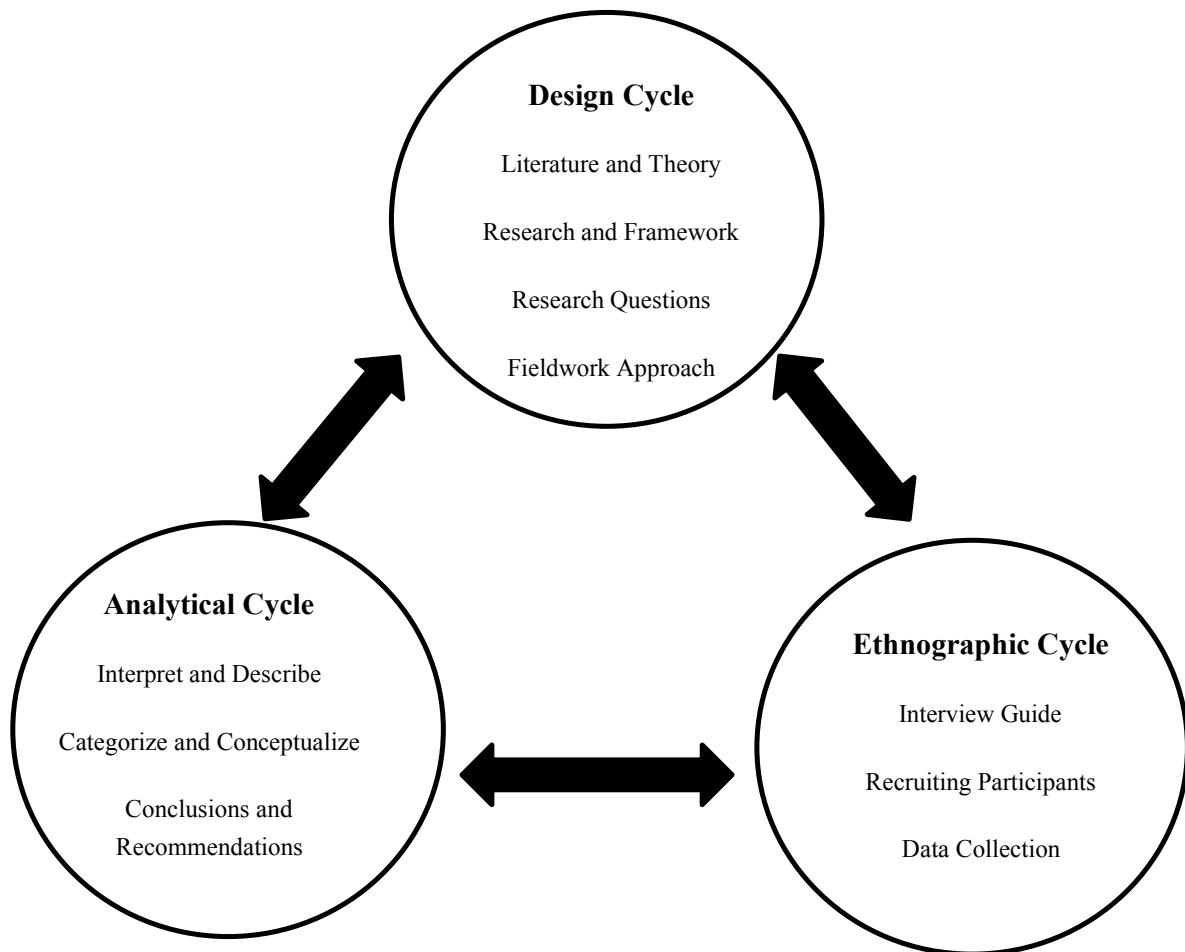 Design Cycle
Literature and Theory
Research and Framework
Research Questions
Fieldwork Approach
Analytical Cycle
Interpret and Describe
Categorize and Conceptualize
Conclusions and
Recommendations
Ethnographic Cycle
Interview Guide
Recruiting Participants
Data Collection